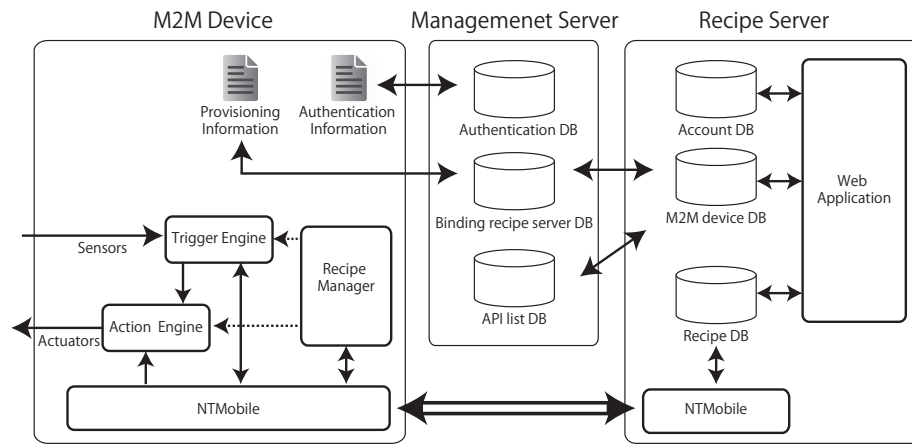 M2M Device
Managemenet Server
Recipe Server
Provisioning
Information
Authentication
Information
Authentication DB
Account DB
Binding recipe server DB
M2M device DB
Web
Application
Sensors
Trigger Engine
Recipe
Manager
API list DB
Actuators
Action Engine
Recipe DB
NTMobile
NTMobile